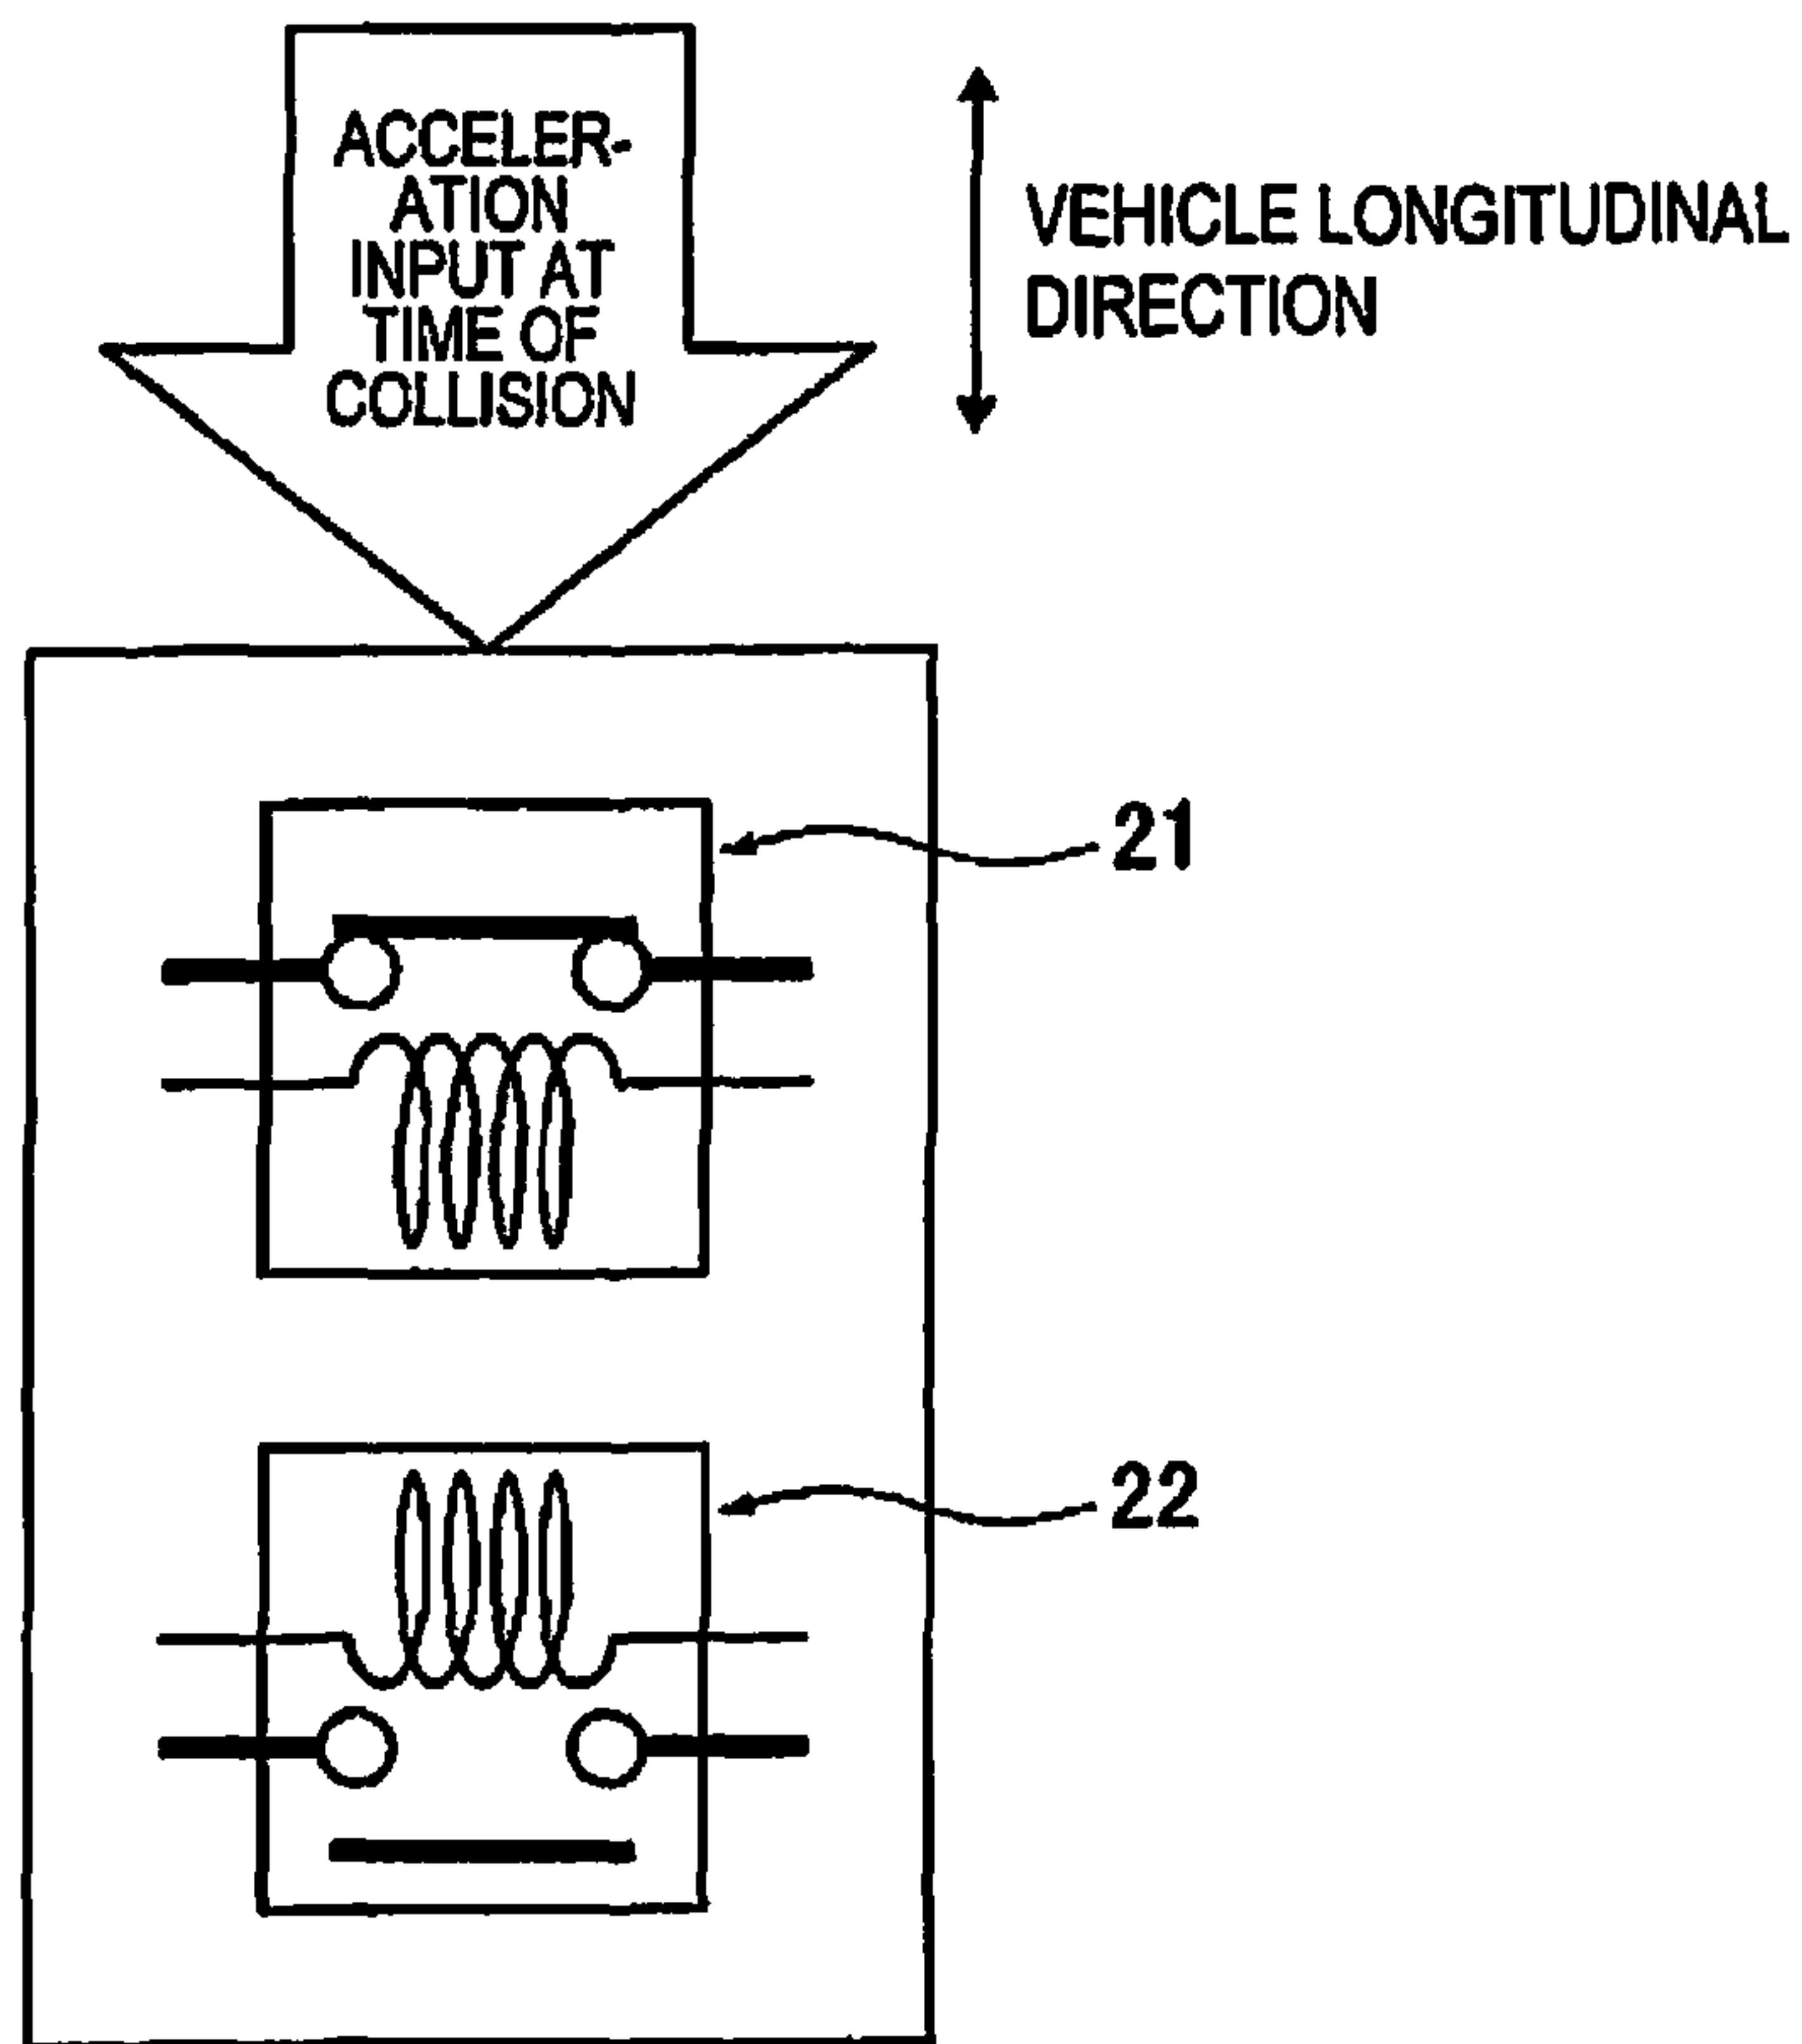 ACCELER-
ATION
INPUT AT
TIME OF
COLLISION
VEHICLE LONGITUDINAL
DIRECTION
21
22